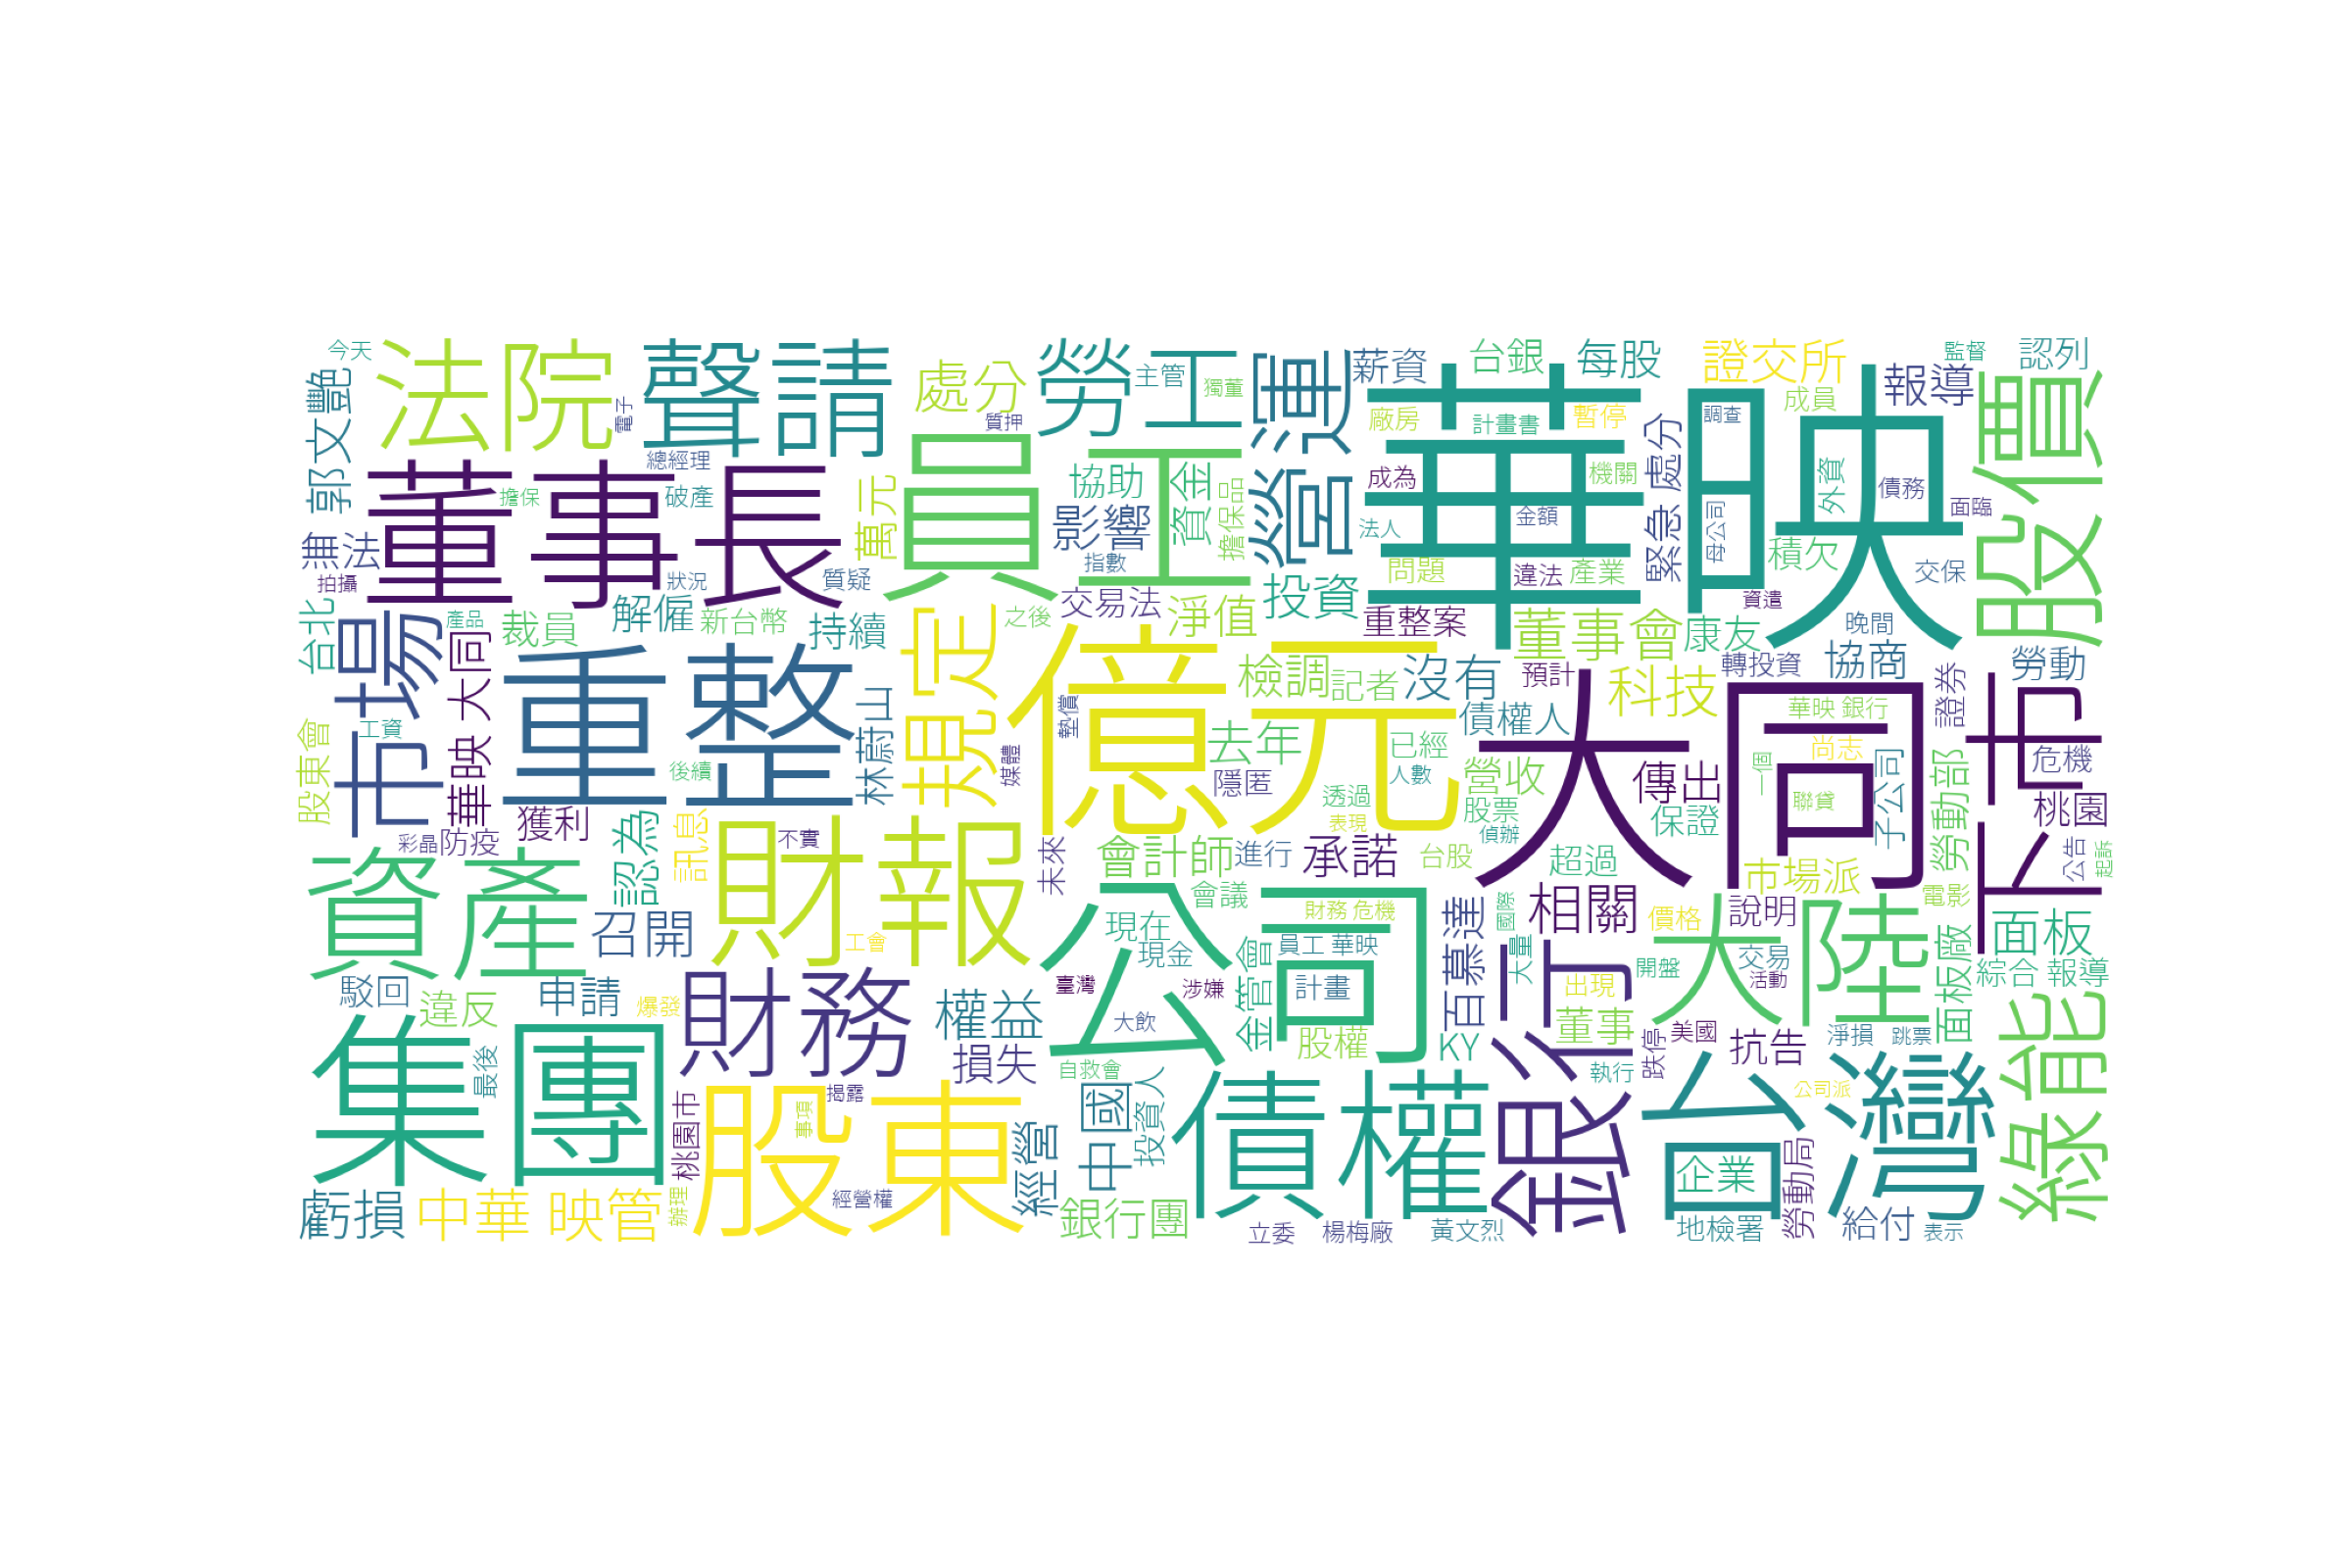 今天
法院
聲請
處分
勞工
主管
獨董
營運
薪資
台銀
每股
華映
證交所
報導
監督
認列
郭文艷
電子
質押
廠房
計畫書
暫停
調查
成員
股價
董事長
總經理
員工
協助
資金
成為
機關
緊急 處分
外資
債務
面臨
擔保
破產
萬元
影響
擔保品
法人
金額
母公司
積欠
無法
拍攝
狀況
質疑
指數
投資
問題
違法
產業
資遣
交保
台北
市場
產品
裁員
解僱
新台幣
持續
規定
之後
交易法
淨值
重整案
董事會
康友
晚間
華映 大同
重整
億元
檢調
記者
沒有
預計
科技
轉投資
協商
勞動
股東會
工資
後續
林蔚山
媒體
墊償
去年
已經
債權人
大同
華映 銀行
證券
下市
隱匿
人數
營收
傳出
尚志
一個
子公司
危機
獲利
訊息
透過
股票
保證
聯貸
勞動部
桃園
彩晶
防疫
認為
財報
不實
未來
會計師
進行
表現
承諾
台股
偵辦
超過
市場派
公告
起訴
資產
召開
公司
會議
財務 危機
百慕達
國際
相關
價格
說明
電影
面板
工會
現在
現金
金管會
員工 華映
大量
大陸
交易
開盤
活動
面板廠
綜合 報導
駁回
違反
申請
爆發
財務
權益
臺灣
涉嫌
計畫
銀行
出現
綠能
集團
最後
損失
大飲
股權
KY
董事
跌停
美國
抗告
淨損
跳票
桃園市
揭露
股東
事項
自救會
中國
投資人
債權
執行
台灣
公司派
虧損
中華 映管
辦理
經營權
經營
銀行團
立委
楊梅廠
黃文烈
企業
地檢署
勞動局
給付
表示